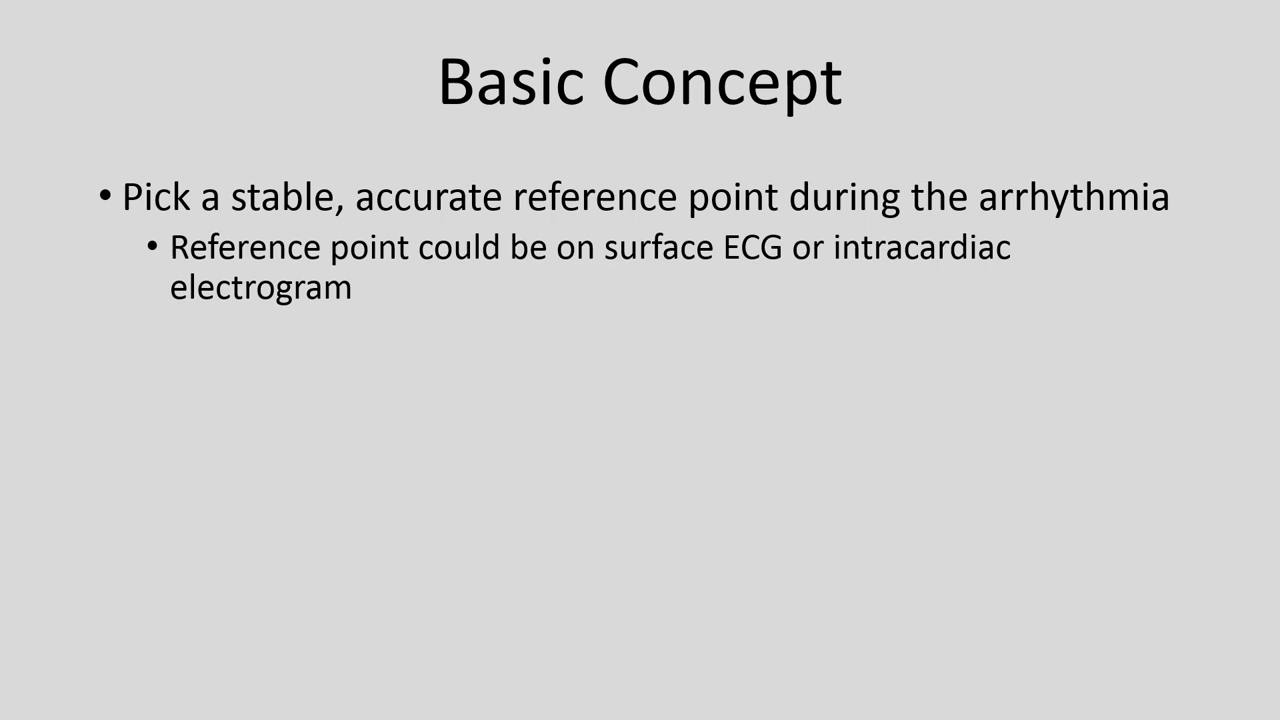 Basic Concept
• Pick a stable, accurate reference point during the arrhythmia
• Reference point could be on surface ECG or intracardiac
electrogram